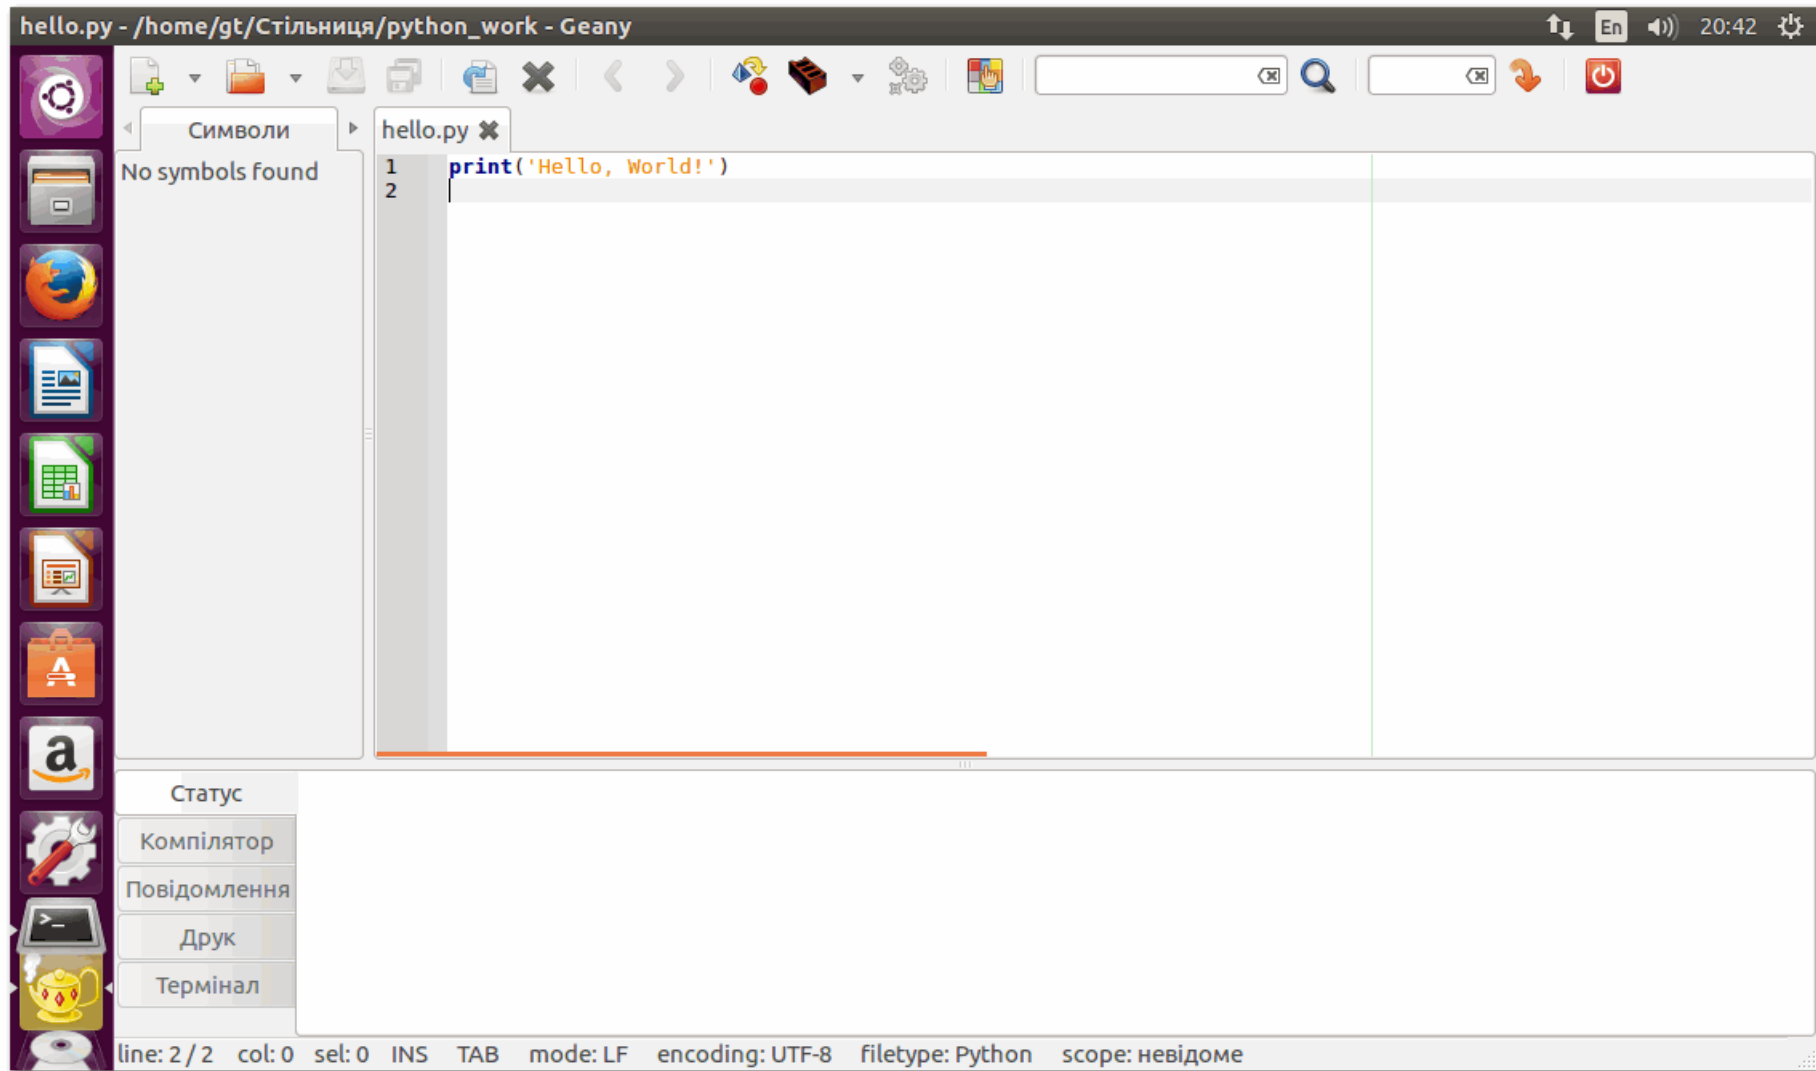 hello.py - /home/gt/Стільниця/python_work - Geany
En
20:42
Символи
hello.py
No symbols found
1 print('Hello, World!')
2
Статус
Компілятор
Повідомлення
Друк
Термінал
line: 2 / 2 col: 0 sel: 0 INS TAB mode: LF encoding: UTF-8 filetype: Python scope: невідоме